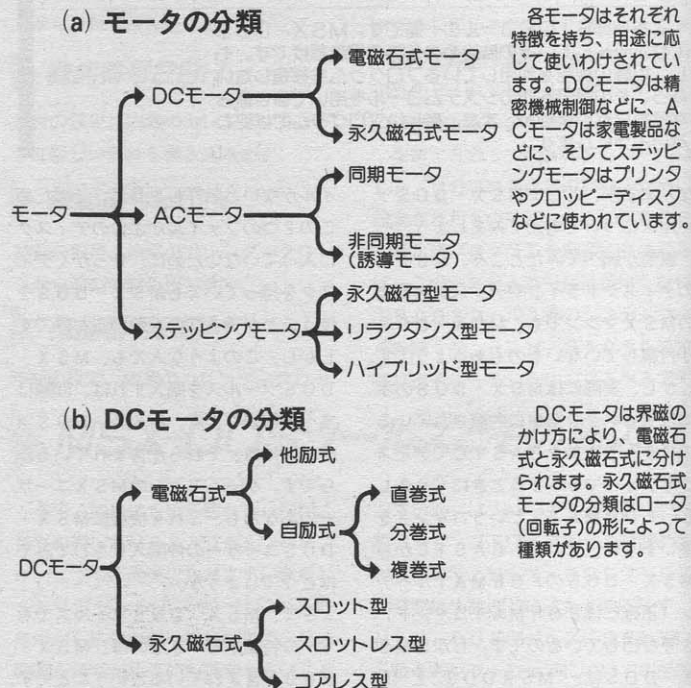 (a) モータの分類
DCモータ
電磁石式モータ
永久磁石式モータ
モータ
ACモータ
同期モータ
非同期モータ
(誘導モータ)
ステッピングモータ
永久磁石型モータ
リラクタンス型モータ
ハイブリッド型モータ
各モータはそれぞれ
特徴を持ち、用途に応
じて使いわけされてい
ます。DCモータは精
密機械制御などに、A
Cモータは家電製品な
どに、そしてステッピ
ングモータはプリンタ
やフロッピーディスク
などに使われています。
(b) DCモータの分類
DCモータ
電磁石式
他励式
自励式
直巻式
分巻式
複巻式
永久磁石式
スロット型
スロットレス型
コアレス型
DCモータは界磁の
かけ方により、電磁石
式と永久磁石式に分け
られます。永久磁石式
モータの分類はロータ
(回転子)の形によって
種類があります。